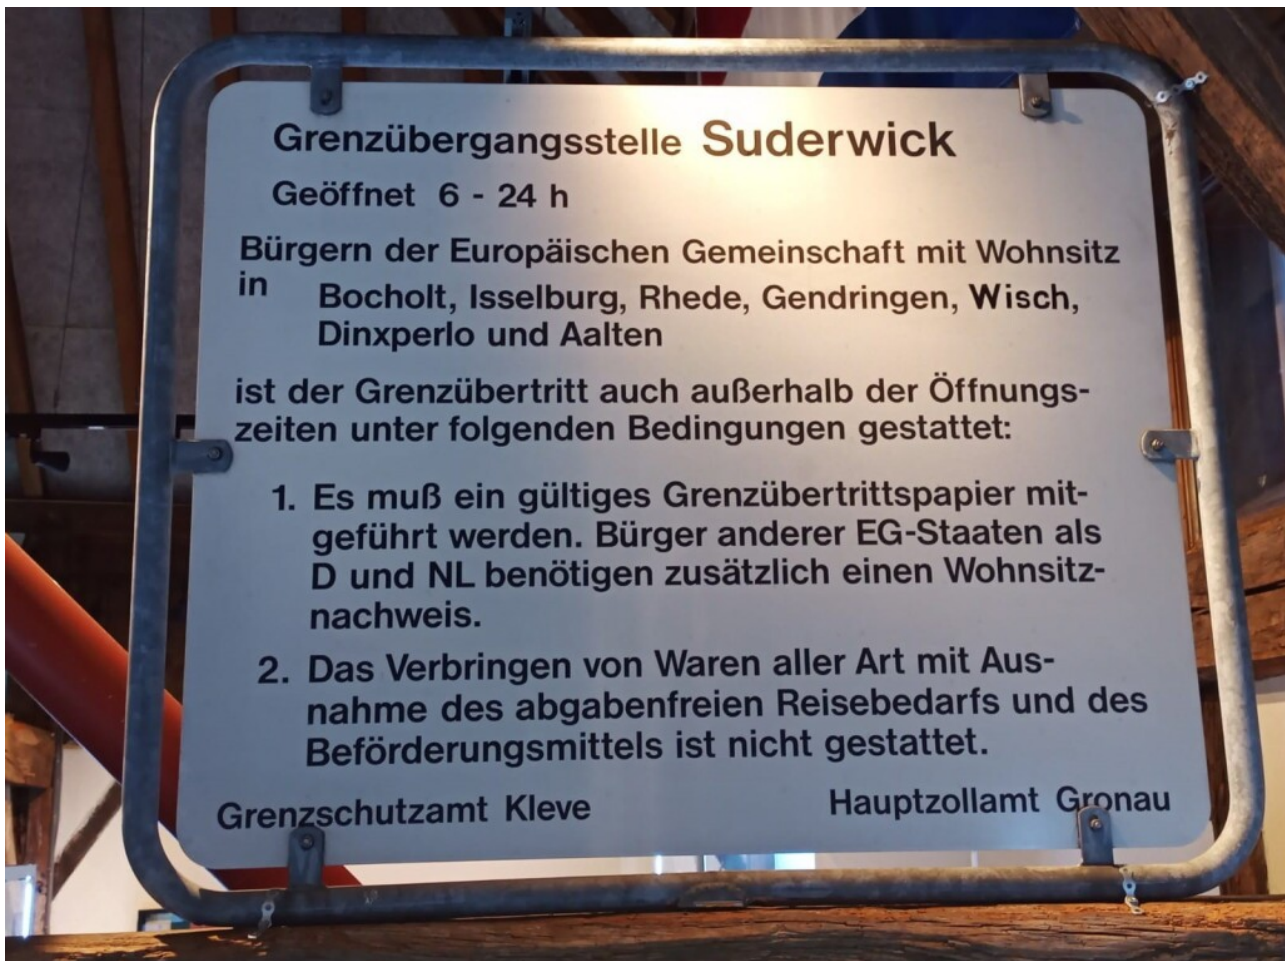 Grenzübergangsstelle Suderwick
Geöffnet 6 - 24 h
Bürgern der Europäischen Gemeinschaft mit Wohnsitz
in Bocholt, Isselburg, Rhede, Gendringen, Wisch,
Dinxperlo und Aalten
ist der Grenzübertritt auch außerhalb der Öffnungs-
zeiten unter folgenden Bedingungen gestattet:
1. Es muß ein gültiges Grenzübertrittspapier mit-
geführt werden. Bürger anderer EG-Staaten als
D und NL benötigen zusätzlich einen Wohnsitz-
nachweis.
2. Das Verbringen von Waren aller Art mit Aus-
nahme des abgabenfreien Reisebedarfs und des
Beförderungsmittels ist nicht gestattet.
Grenzschutzamt Kleve Hauptzollamt Gronau